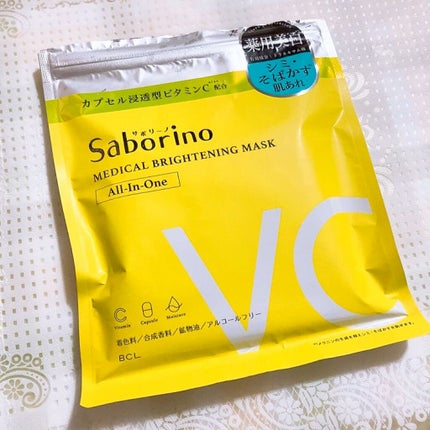 薬用美白
シミ・
そばかす
肌あれ
カプセル浸透型ビタミンC 配合
サボリーノ
Saborino
MEDICAL BRIGHTENING MASK
All-In-One
VC
Vitamin Capsule Moisture
着色料/合成香料/鉱物油/アルコールフリー
BCL